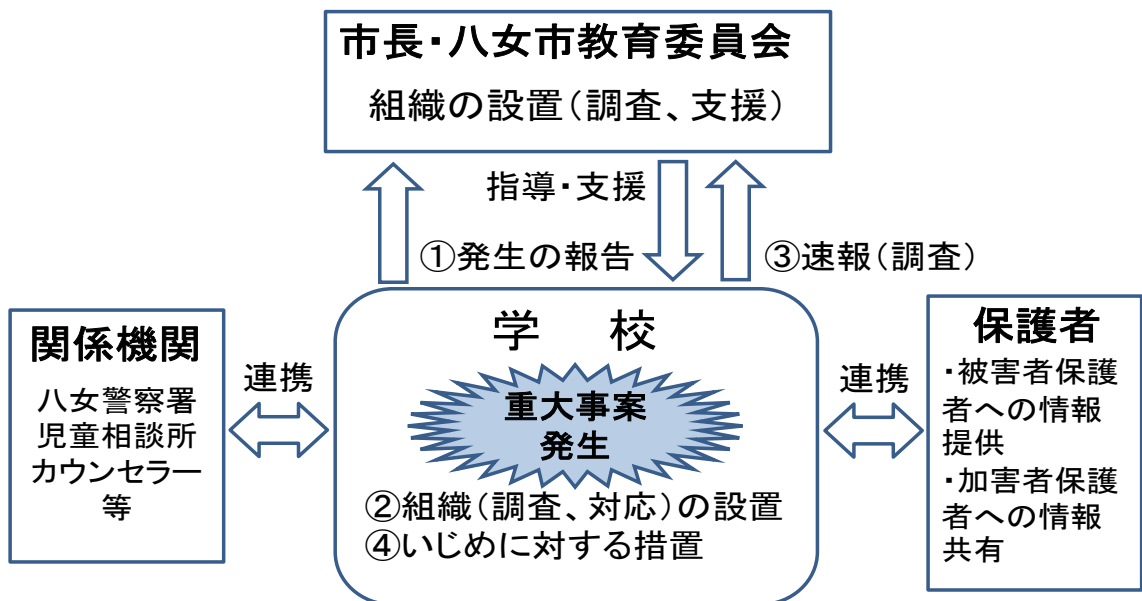 市長・八女市教育委員会
組織の設置(調査、支援)
指導・支援
①発生の報告
③速報(調査)
関係機関
八女警察署
児童相談所
カウンセラー
等
連携
学　校
重大事案
発生
②組織(調査、対応)の設置
④いじめに対する措置
連携
保護者
・被害者保護
者への情報
提供
・加害者保護
者への情報
共有